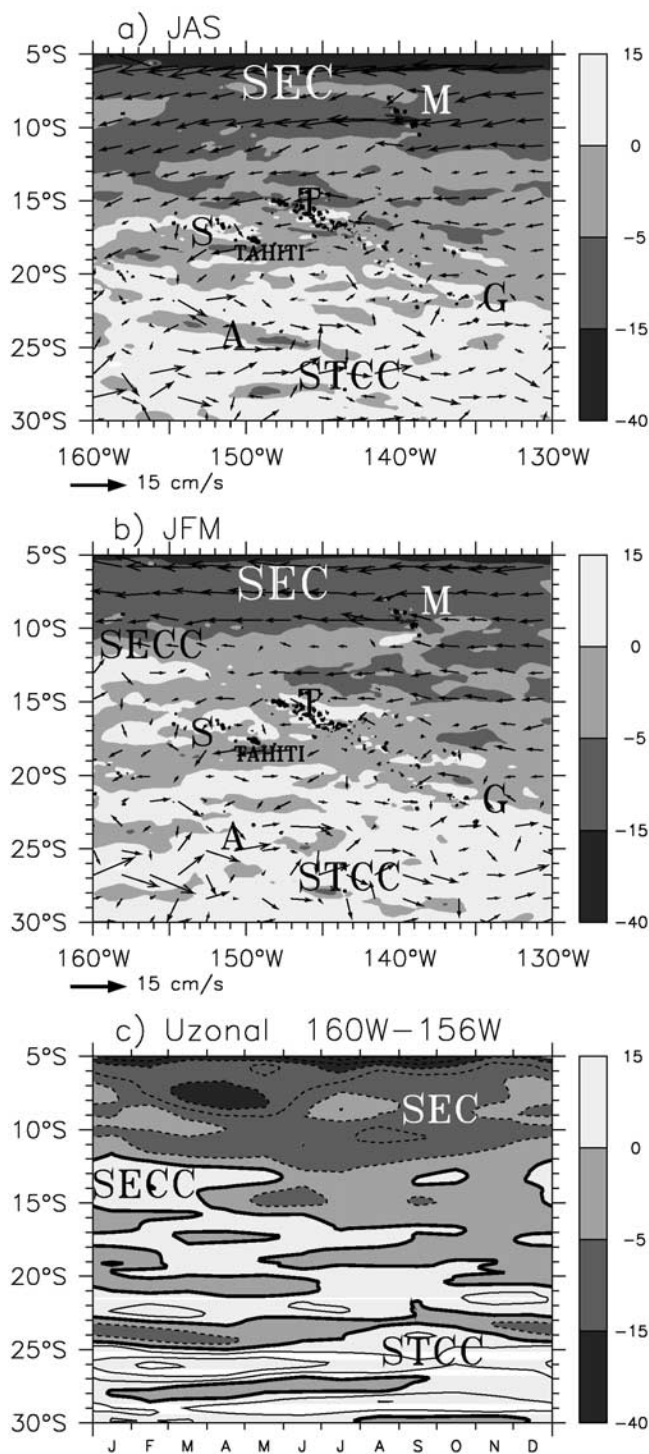 a) JAS
5°S
10°S
15°S
20°S
25°S
30°S
SEC
M
T
S
TAHITI
G
A
STCC
15
0
-5
-15
-40
160°W 150°W 140°W 130°W
15 cm/s
b) JFM
5°S
10°S
15°S
20°S
25°S
30°S
SEC
M
SECC
T
S
TAHITI
G
A
STCC
15
0
-5
-15
-40
160°W 150°W 140°W 130°W
15 cm/s
c) Uzonal 160W-156W
5°S
10°S
15°S
20°S
25°S
30°S
SEC
SECC
STCC
15
0
-5
-15
-40
J F M A M J J A S O N D